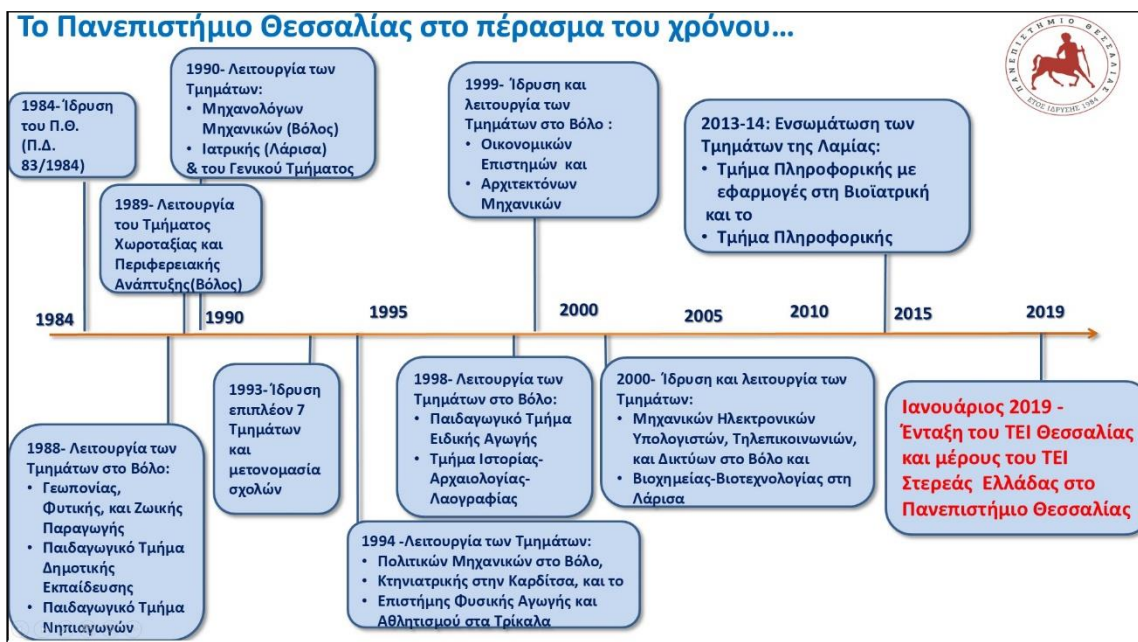 Το Πανεπιστήμιο Θεσσαλίας στο πέρασμα του χρόνου...
ΠΑΝΕΠΙΣΤΗΜΙΟ ΘΕΣΣΑΛΙΑΣ
ΕΤΟΣ ΙΔΡΥΣΗΣ 1984
1984- Ίδρυση
του Π.Θ.
(Π.Δ.
83/1984)
1990- Λειτουργία των
Τμημάτων:
• Μηχανολόγων
Μηχανικών (Βόλος)
• Ιατρικής (Λάρισα)
& του Γενικού Τμήματος
1989- Λειτουργία
του Τμήματος
Χωροταξίας και
Περιφερειακής
Ανάπτυξης(Βόλος)
1999- Ίδρυση και
λειτουργία των
Τμημάτων στο Βόλο :
• Οικονομικών
Επιστημών και
• Αρχιτεκτόνων
Μηχανικών
2013-14: Ενσωμάτωση των
Τμημάτων της Λαμίας:
• Τμήμα Πληροφορικής με
εφαρμογές στη Βιοϊατρική
και το
• Τμήμα Πληροφορικής
1984 1990 1995 2000 2005 2010 2015 2019
1988- Λειτουργία των
Τμημάτων στο Βόλο:
• Γεωπονίας,
Φυτικής, και Ζωικής
Παραγωγής
• Παιδαγωγικό Τμήμα
Δημοτικής
Εκπαίδευσης
• Παιδαγωγικό Τμήμα
Νηπιαγωγών
1993- Ίδρυση
επιπλέον 7
Τμημάτων
και
μετονομασία
σχολών
1994 -Λειτουργία των Τμημάτων:
• Πολιτικών Μηχανικών στο Βόλο,
• Κτηνιατρικής στην Καρδίτσα, και το
• Επιστήμης Φυσικής Αγωγής και
Αθλητισμού στα Τρίκαλα
1998- Λειτουργία των
Τμημάτων στο Βόλο:
• Παιδαγωγικό Τμήμα
Ειδικής Αγωγής
• Τμήμα Ιστορίας-
Αρχαιολογίας-
Λαογραφίας
2000- Ίδρυση και λειτουργία των
Τμημάτων:
• Μηχανικών Ηλεκτρονικών
Υπολογιστών, Τηλεπικοινωνιών,
και Δικτύων στο Βόλο και
• Βιοχημείας-Βιοτεχνολογίας στη
Λάρισα
Ιανουάριος 2019 -
Ένταξη του ΤΕΙ Θεσσαλίας
και μέρους του ΤΕΙ
Στερεάς Ελλάδας στο
Πανεπιστήμιο Θεσσαλίας